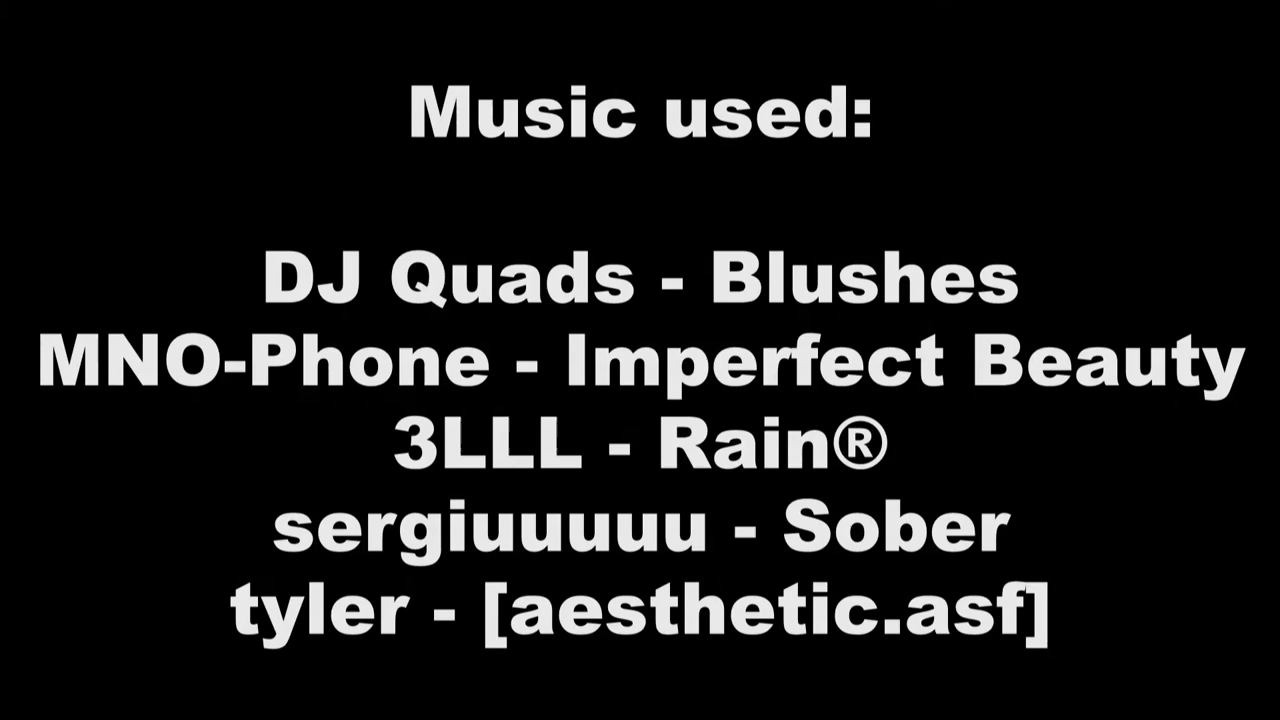 Music used:
DJ Quads - Blushes
MNO-Phone - Imperfect Beauty
3LLL - Rain®
sergiuuuuu - Sober
tyler - [aesthetic.asf]